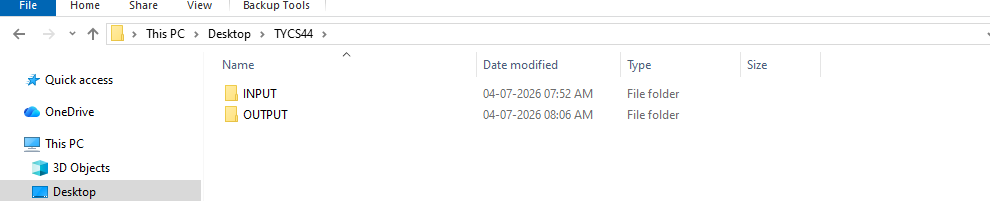 File Home Share View Backup Tools
This PC Desktop TYCS44
Name Date modified Type Size
Quick access
INPUT 04-07-2026 07:52 AM File folder
OUTPUT 04-07-2026 08:06 AM File folder
OneDrive
This PC
3D Objects
Desktop